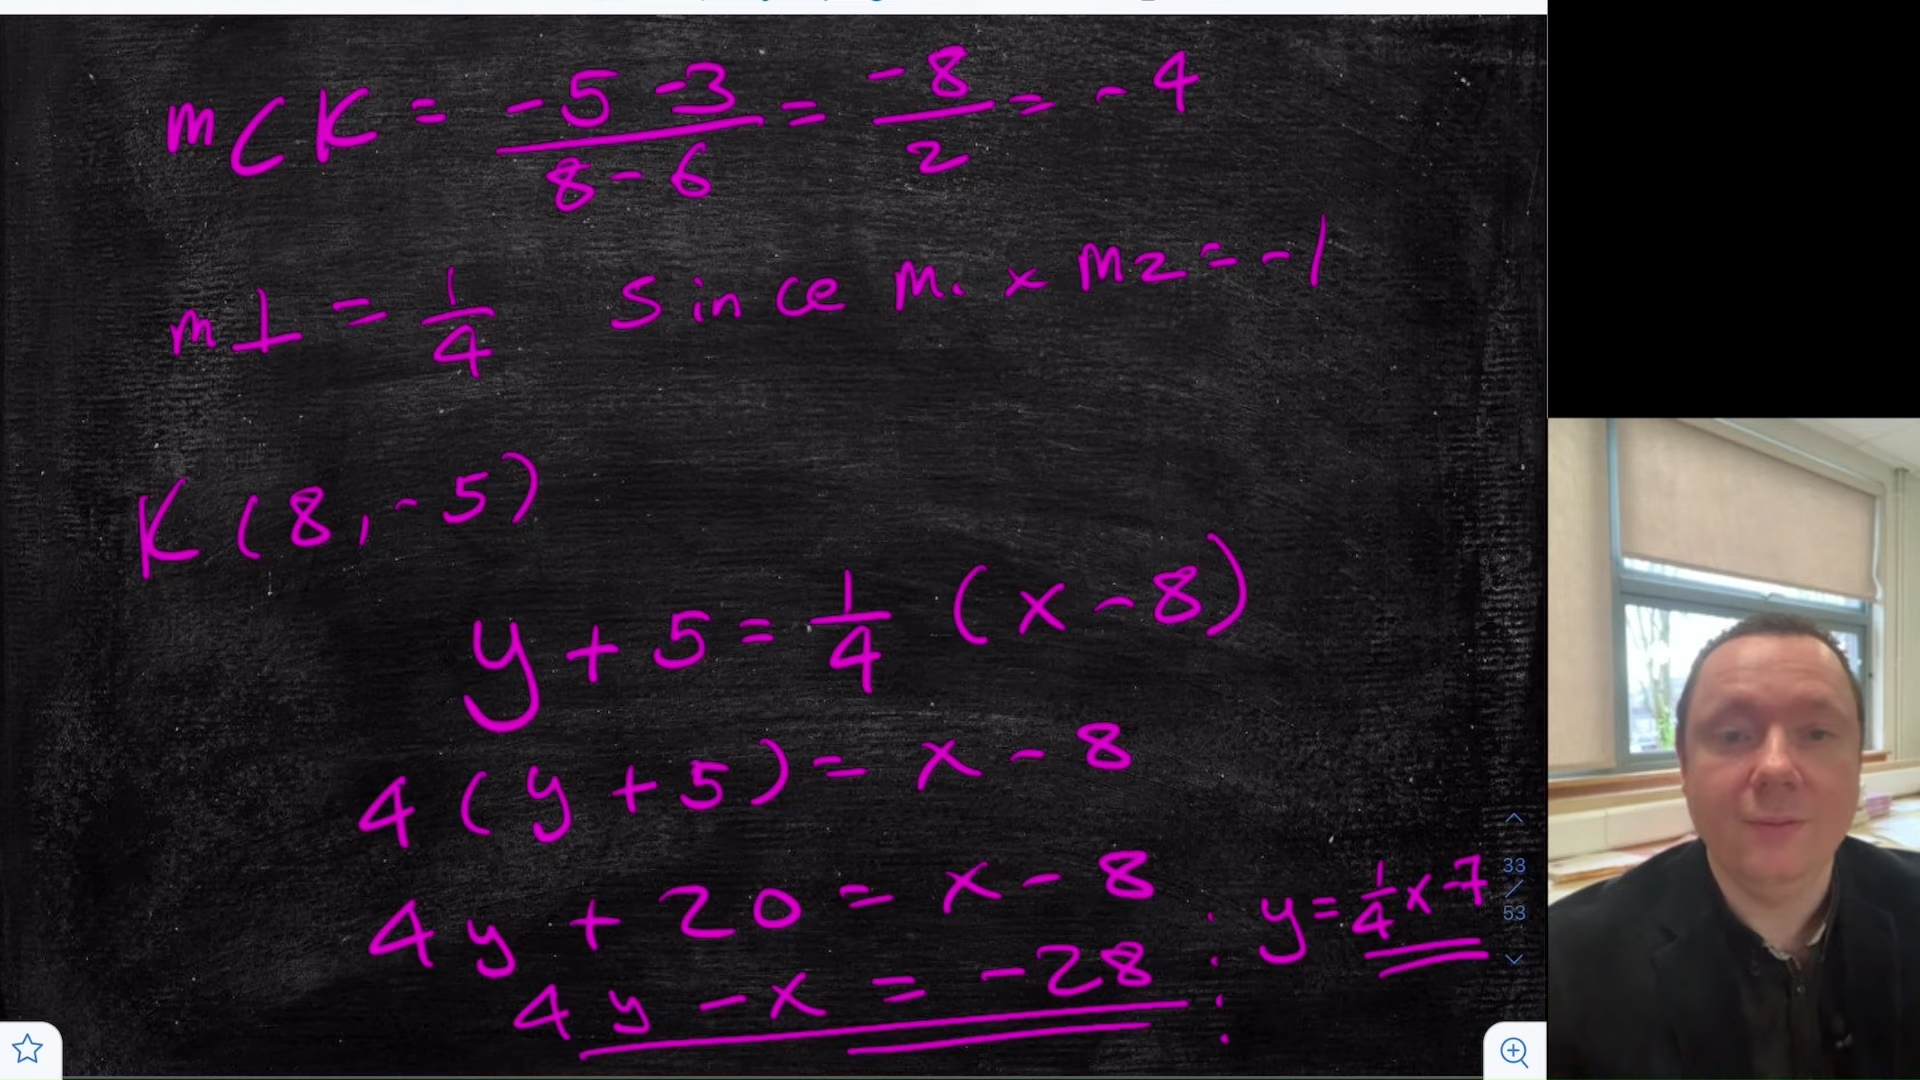 mCK = -5-3/8-6 = -8/2 = -4
m⊥ = 1/4 Since m1 × m2 = -1
K(8,-5)
y+5 = 1/4 (x-8)
4(y+5) = x-8
4y+20 = x-8
4y-x = -28
y = 1/4x-7
33
/
53